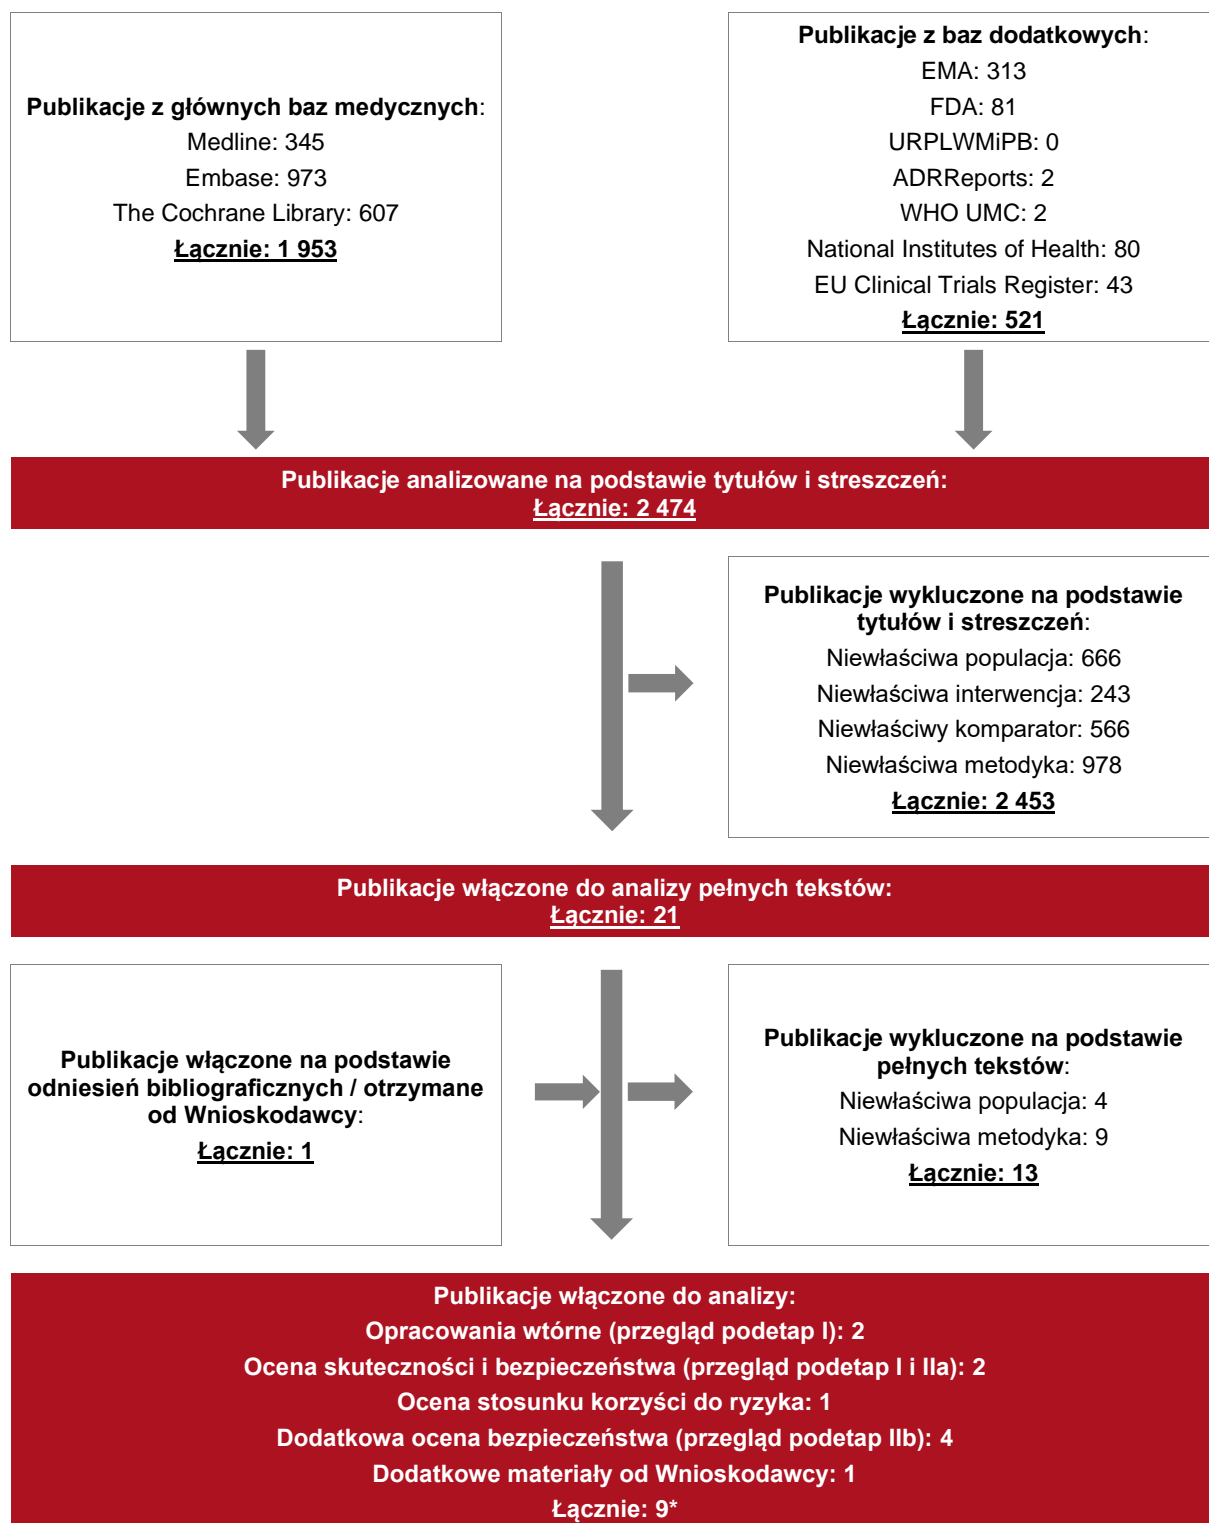 Publikacje z głównych baz medycznych:
Medline: 345
Embase: 973
The Cochrane Library: 607
Łącznie: 1 953
Publikacje z baz dodatkowych:
EMA: 313
FDA: 81
URPLWMiPB: 0
ADRReports: 2
WHO UMC: 2
National Institutes of Health: 80
EU Clinical Trials Register: 43
Łącznie: 521
Publikacje analizowane na podstawie tytułów i streszczeń:
Łącznie: 2 474
Publikacje wykluczone na podstawie
tytułów i streszczeń:
Niewłaściwa populacja: 666
Niewłaściwa interwencja: 243
Niewłaściwy komparator: 566
Niewłaściwa metodyka: 978
Łącznie: 2 453
Publikacje włączone do analizy pełnych tekstów:
Łącznie: 21
Publikacje włączone na podstawie
odniesień bibliograficznych / otrzymane
od Wnioskodawcy:
Łącznie: 1
Publikacje wykluczone na podstawie
pełnych tekstów:
Niewłaściwa populacja: 4
Niewłaściwa metodyka: 9
Łącznie: 13
Publikacje włączone do analizy:
Opracowania wtórne (przegląd podetap I): 2
Ocena skuteczności i bezpieczeństwa (przegląd podetap I i IIa): 2
Ocena stosunku korzyści do ryzyka: 1
Dodatkowa ocena bezpieczeństwa (przegląd podetap IIb): 4
Dodatkowe materiały od Wnioskodawcy: 1
Łącznie: 9*